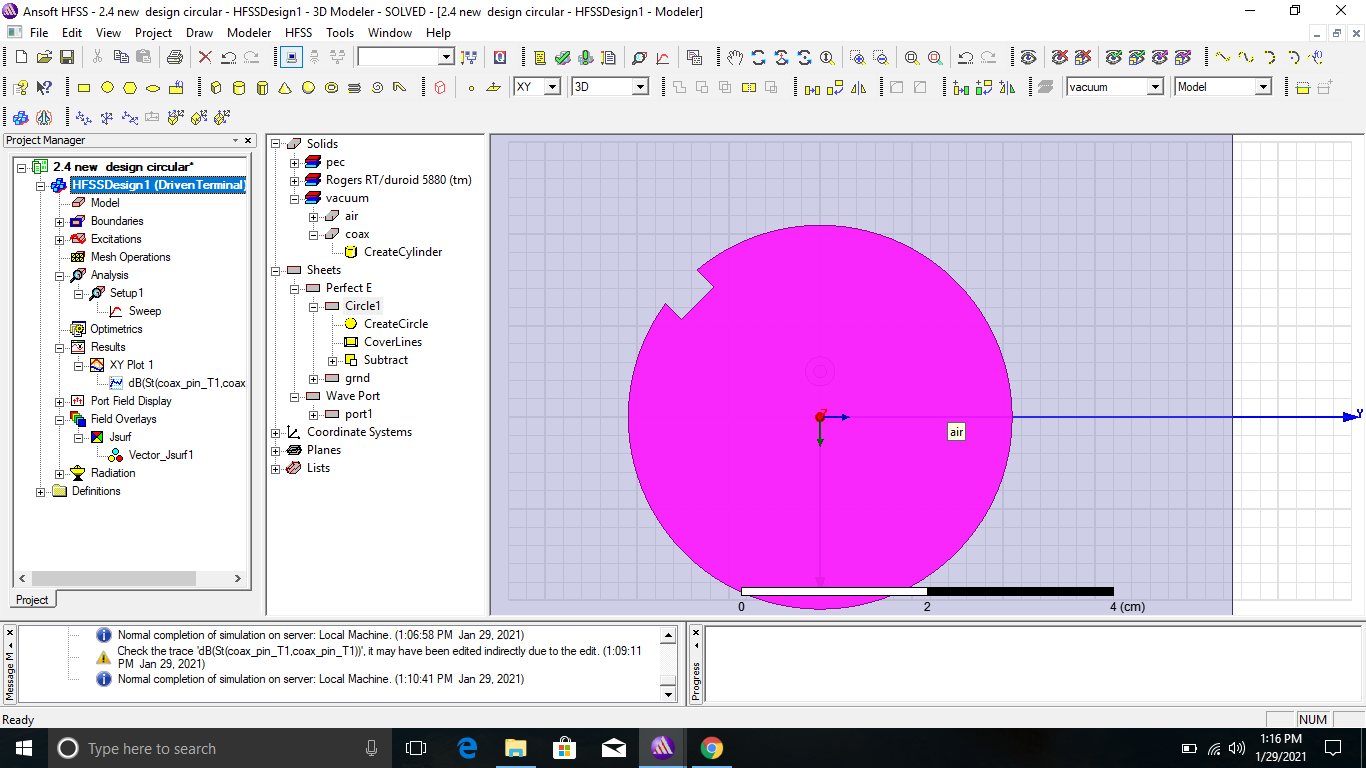 Ansoft HFSS - 2.4 new  design circular - HFSSDesign1 - 3D Modeler - SOLVED - [2.4 new  design circular - HFSSDesign1 - Modeler]
File Edit View Project Draw Modeler HFSS Tools Window Help
XY 3D vacuum Model
Project Manager
2.4 new  design circular*
HFSSDesign1 (DrivenTerminal)
Model
Boundaries
Excitations
Mesh Operations
Analysis
Setup1
Sweep
Optimetrics
Results
XY Plot 1
dB(St(coax_pin_T1,coax
Port Field Display
Field Overlays
Jsurf
Vector_Jsurf1
Radiation
Definitions
Project
Solids
pec
Rogers RT/duroid 5880 (tm)
vacuum
air
coax
CreateCylinder
Sheets
Perfect E
Circle1
CreateCircle
CoverLines
Subtract
grnd
Wave Port
port1
Coordinate Systems
Planes
Lists
Y
air
0 2 4 (cm)
Message M
Normal completion of simulation on server: Local Machine. (1:06:58 PM  Jan 29, 2021)
Check the trace 'dB(St(coax_pin_T1,coax_pin_T1))', it may have been edited indirectly due to the edit. (1:09:11
PM  Jan 29, 2021)
Normal completion of simulation on server: Local Machine. (1:10:41 PM  Jan 29, 2021)
Progress
Ready
NUM
Type here to search
1:16 PM
1/29/2021